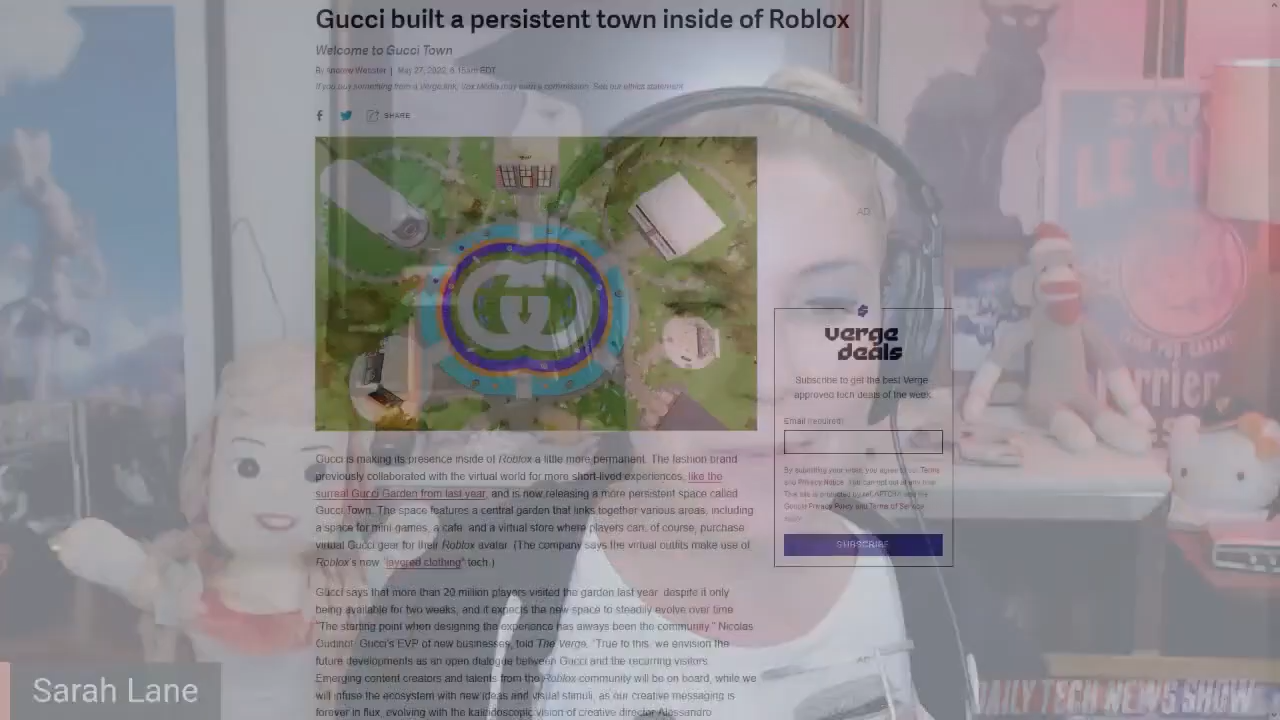 Gucci built a persistent town inside of Roblox
Welcome to Gucci Town
By Andrew Webster | May 27, 2022, 6:15am EDT
If you buy something from a Verge link, Vox Media may earn a commission. See our ethics statement.
SHARE
AD
verge
deals
Subscribe to get the best Verge-
approved tech deals of the week.
Email (required)
By submitting your email, you agree to our Terms
and Privacy Notice. You can opt out at any time.
This site is protected by reCAPTCHA and the
Google Privacy Policy and Terms of Service
apply.
SUBSCRIBE
Gucci is making its presence inside of Roblox a little more permanent. The fashion brand
previously collaborated with the virtual world for more short-lived experiences, like the
surreal Gucci Garden from last year, and is now releasing a more persistent space called
Gucci Town. The space features a central garden that links together various areas, including
a space for mini games, a cafe, and a virtual store where players can, of course, purchase
virtual Gucci gear for their Roblox avatar. (The company says the virtual outfits make use of
Roblox's new "layered clothing" tech.)
Gucci says that more than 20 million players visited the garden last year, despite it only
being available for two weeks, and it expects the new space to steadily evolve over time.
"The starting point when designing the experience has always been the community," Nicolas
Oudinot, Gucci's EVP of new businesses, told The Verge. "True to this, we envision the
future developments as an open dialogue between Gucci and the recurring visitors.
Emerging content creators and talents from the Roblox community will be on board, while we
will infuse the ecosystem with new ideas and visual stimuli, as our creative messaging is
forever in flux, evolving with the kaleidoscopic vision of creative director Alessandro
SAU
LE C
Perrier
Sarah Lane
DAILY TECH NEWS SHOW